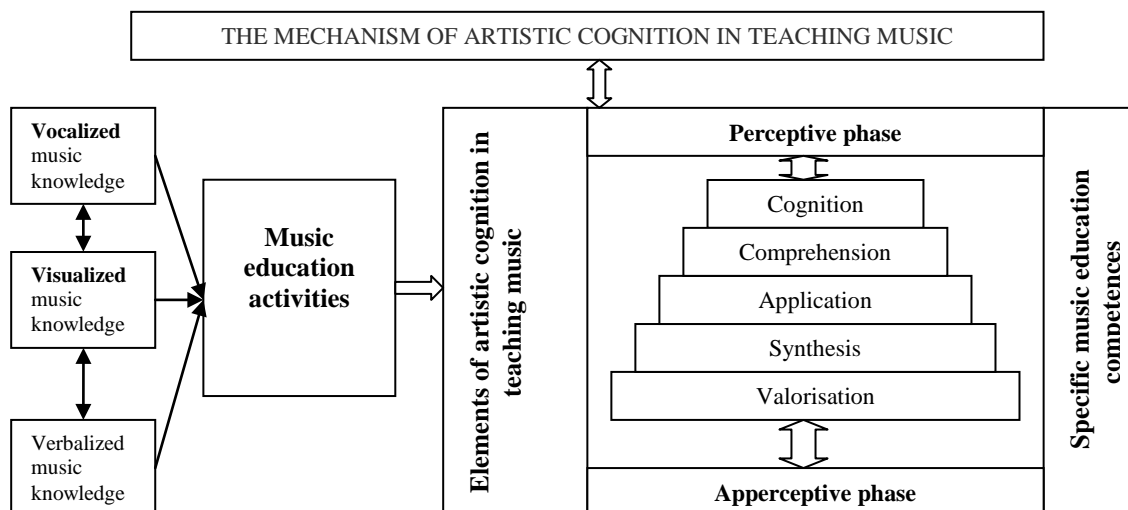 THE MECHANISM OF ARTISTIC COGNITION IN TEACHING MUSIC
Vocalized
music
knowledge
Visualized
music
knowledge
Verbalized
music
knowledge
Music
education
activities
Elements of artistic cognition in
teaching music
Perceptive phase
Cognition
Comprehension
Application
Synthesis
Valorisation
Apperceptive phase
Specific music education
competences